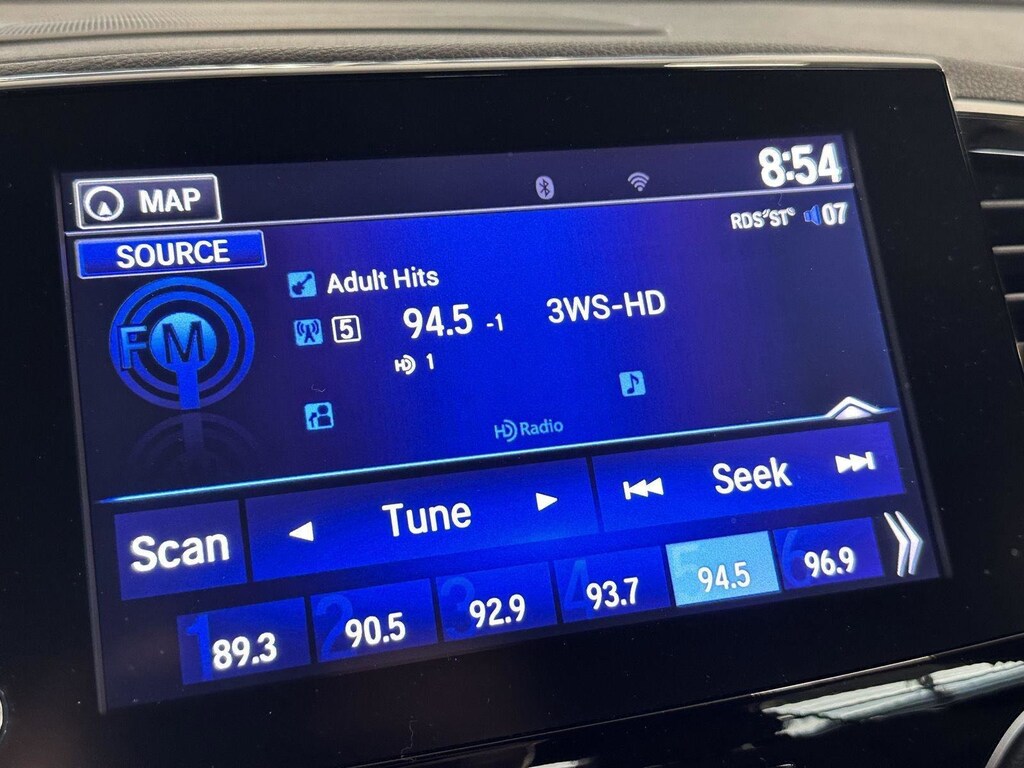 MAP
8:54
SOURCE
RDS ST 07
FM
Adult Hits
5 94.5 -1 3WS-HD
HD 1
HD Radio
Scan Tune Seek
1 89.3
2 90.5
3 92.9
4 93.7
5 94.5
6 96.9